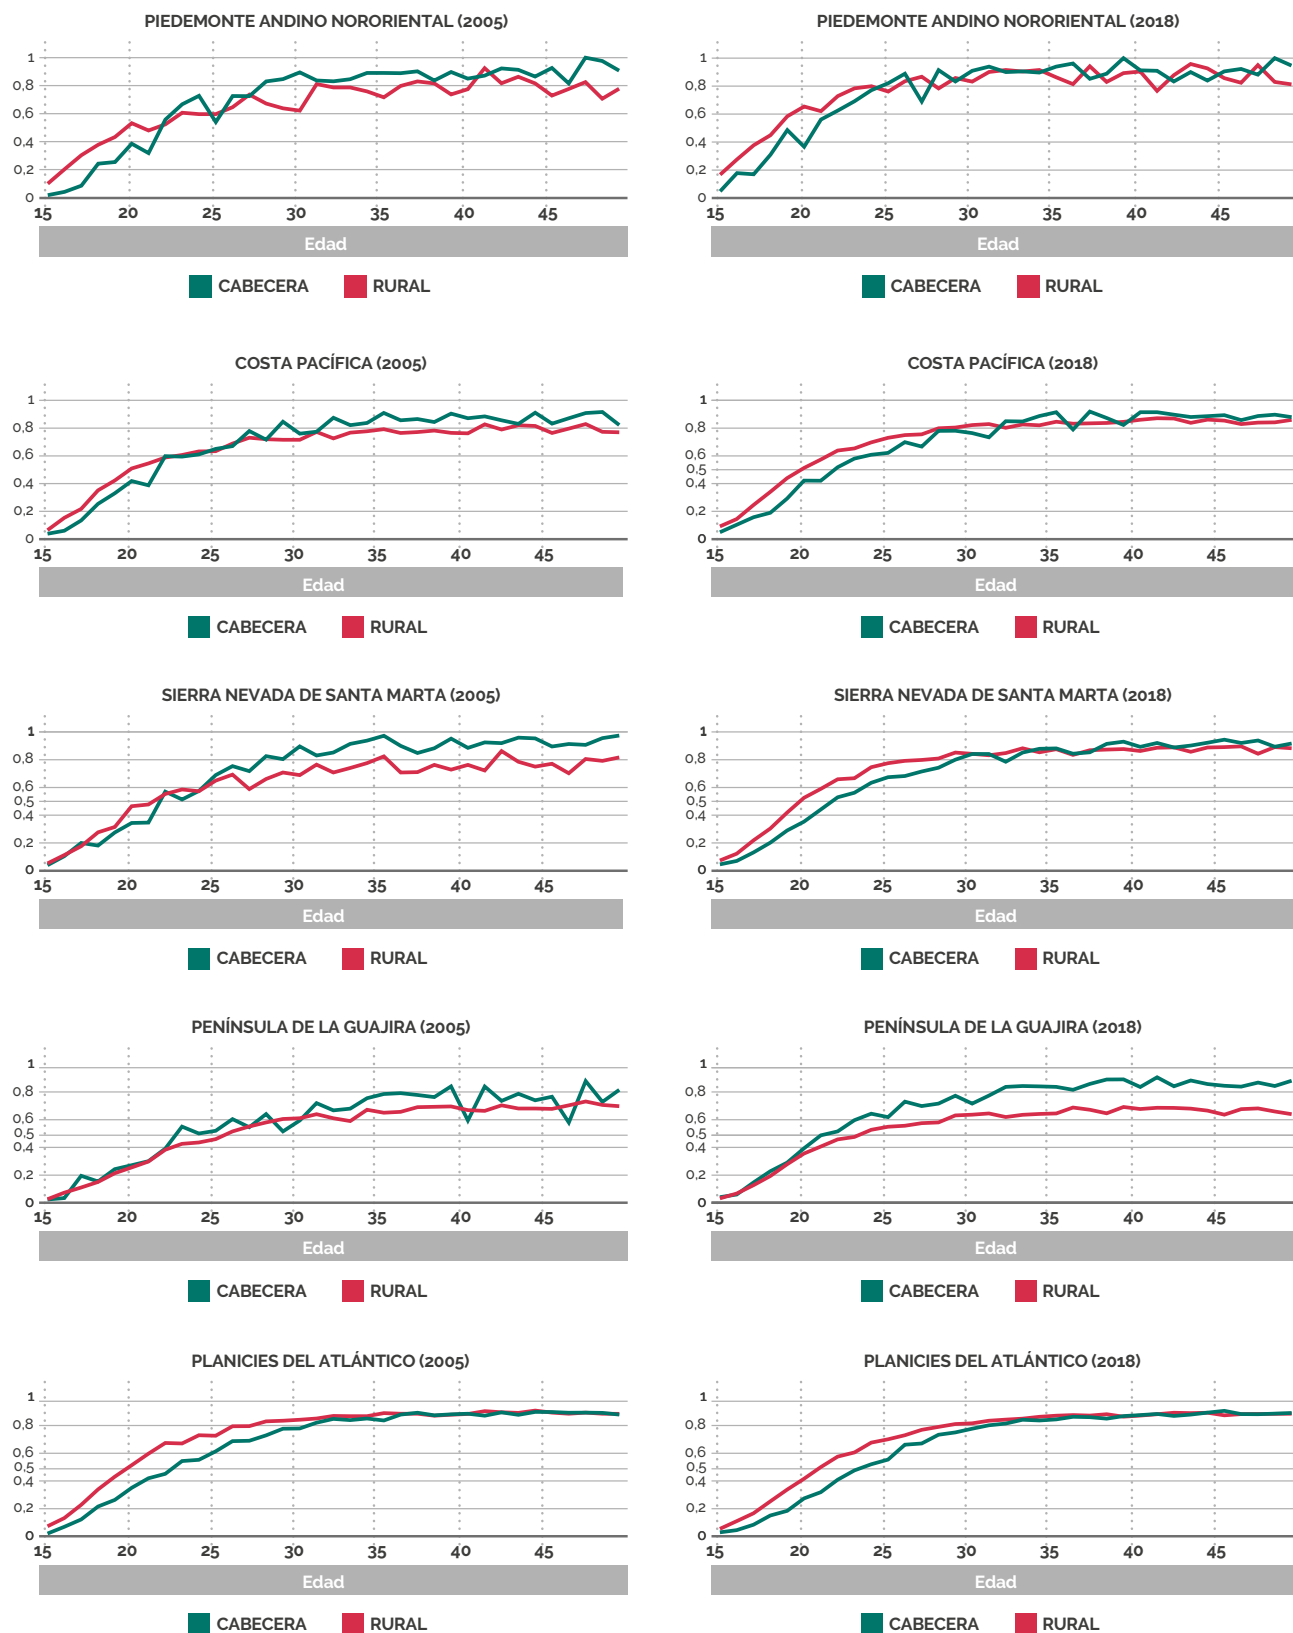 PIEDEMONTE ANDINO NORORIENTAL (2005)
1
0.8
0.6
0.4
0.2
0
15 20 25 30 35 40 45
Edad
CABECERA RURAL
PIEDEMONTE ANDINO NORORIENTAL (2018)
1
0.8
0.6
0.4
0.2
0
15 20 25 30 35 40 45
Edad
CABECERA RURAL
COSTA PACÍFICA (2005)
1
0,8
0,6
0,4
0,2
0
15 20 25 30 35 40 45
Edad
CABECERA RURAL
COSTA PACÍFICA (2018)
1
0,8
0,6
0,5
0,4
0,2
0
15 20 25 30 35 40 45
Edad
CABECERA RURAL
SIERRA NEVADA DE SANTA MARTA (2005)
1
0,8
0,6
0,5
0,4
0,2
0
15 20 25 30 35 40 45
Edad
CABECERA RURAL
SIERRA NEVADA DE SANTA MARTA (2018)
1
0,8
0,6
0,5
0,4
0,2
0
15 20 25 30 35 40 45
Edad
CABECERA RURAL
PENÍNSULA DE LA GUAJIRA (2005)
1
0,8
0,6
0,5
0,4
0,2
0
15 20 25 30 35 40 45
Edad
CABECERA RURAL
PENÍNSULA DE LA GUAJIRA (2018)
1
0,8
0,6
0,5
0,4
0,2
0
15 20 25 30 35 40 45
Edad
CABECERA RURAL
PLANICIES DEL ATLÁNTICO (2005)
1
0,8
0,6
0,5
0,4
0,2
0
15 20 25 30 35 40 45
Edad
CABECERA RURAL
PLANICIES DEL ATLÁNTICO (2018)
1
0,8
0,6
0,5
0,4
0,2
0
15 20 25 30 35 40 45
Edad
CABECERA RURAL